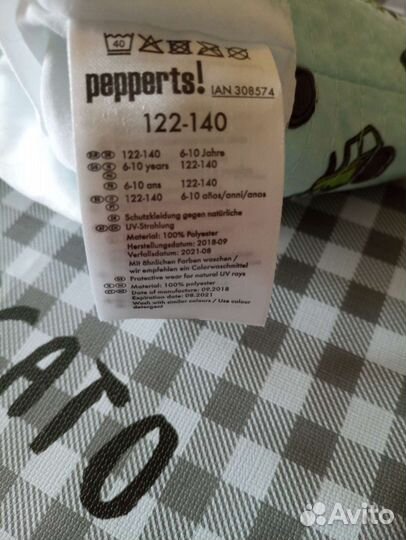 40
pepperts! IAN 308574
122-140
122-140 6-10 Jahre
6-10 years 122-140
6-10 ans 122-140
122-140 6-10 años/anni/anos
Schutzkleidung gegen natürliche
UV-Strahlung
Material: 100% Polyester
Herstellungsdatum: 2018-09
Verfallsdatum: 2021-08
Mit ähnlichen Farben waschen /
wir empfehlen ein Colorwaschmittel
Protective wear for natural UV rays
Material: 100% polyester
Date of manufacture: 09.2018
Expiration date: 08.2021
Wash with similar colours / Use colour
detergent
CATO
Avito